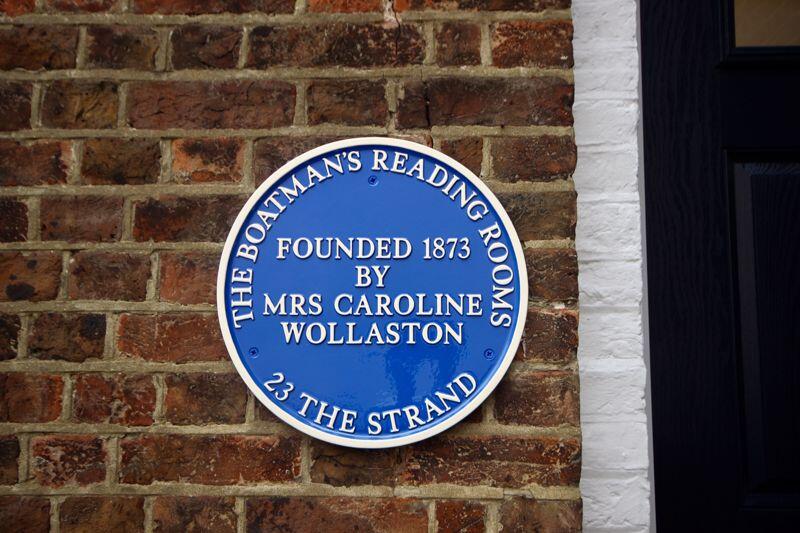 THE BOATMAN'S READING ROOMS
FOUNDED 1873
BY
MRS CAROLINE
WOLLASTON
23 THE STRAND